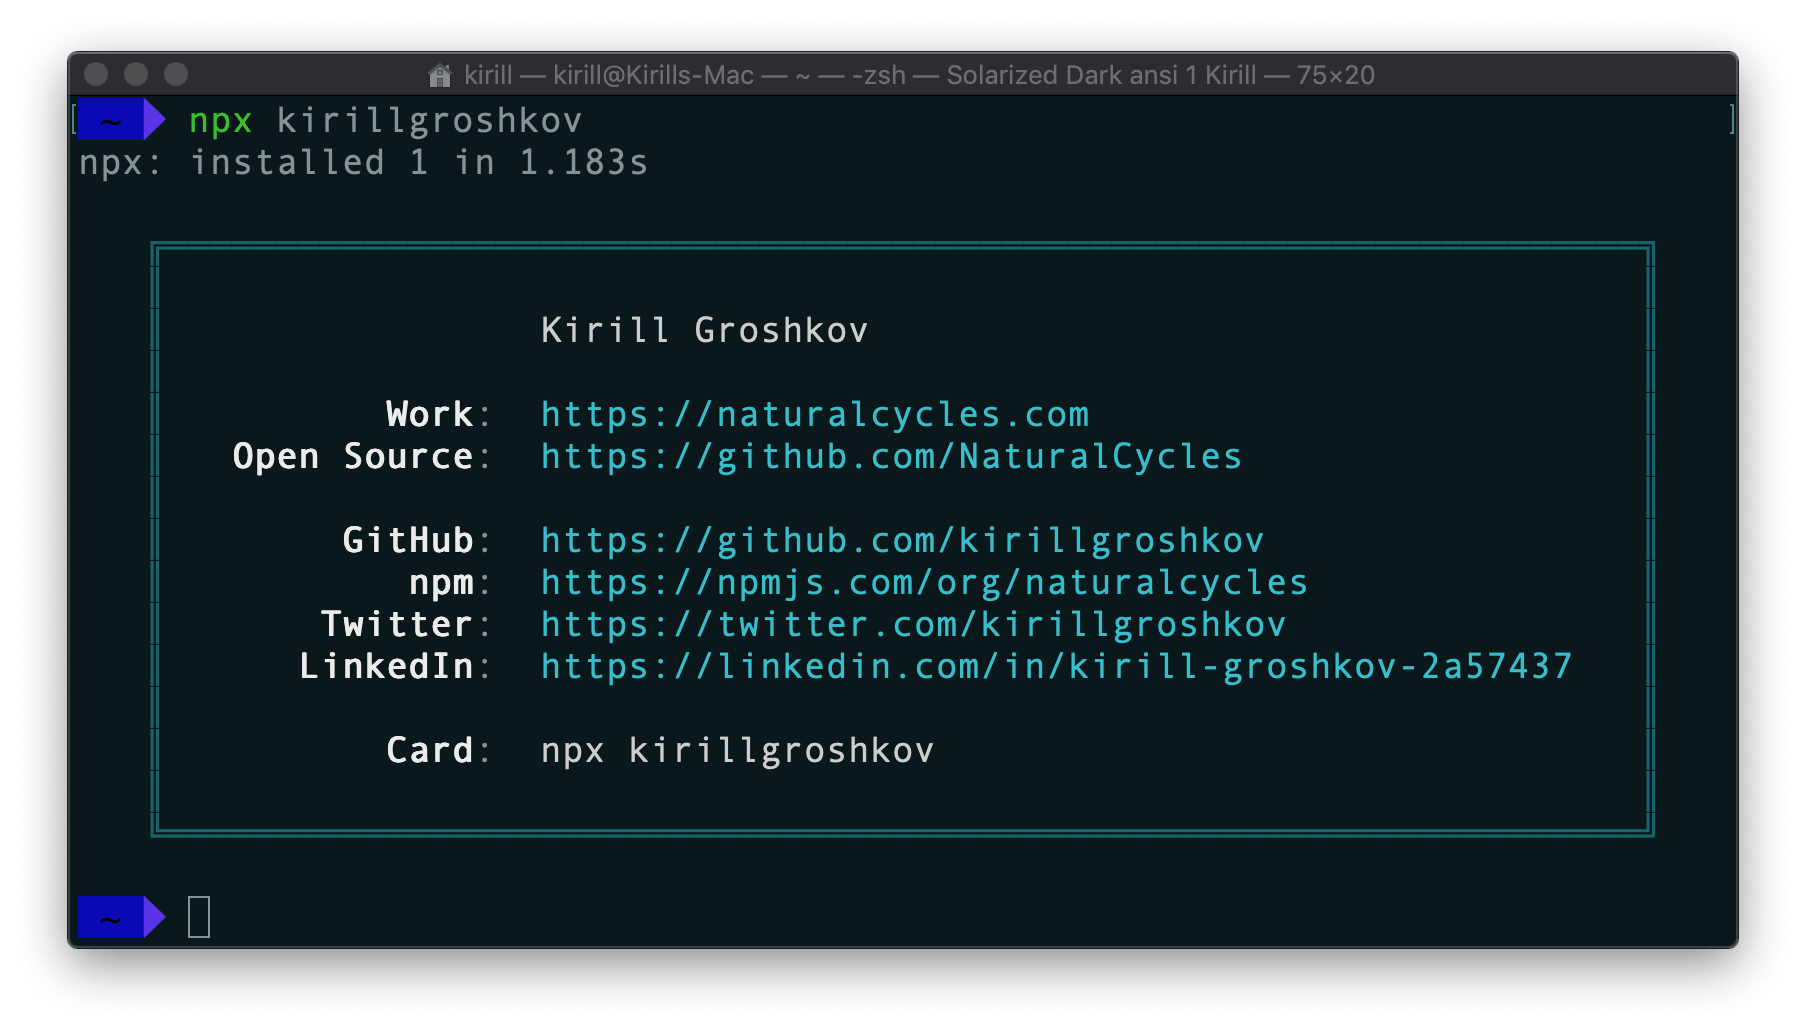 kirill — kirill@Kirills-Mac — ~ — -zsh — Solarized Dark ansi 1 Kirill — 75×20
~ npx kirillgroshkov
npx: installed 1 in 1.183s
Kirill Groshkov
Work: https://naturalcycles.com
Open Source: https://github.com/NaturalCycles
GitHub: https://github.com/kirillgroshkov
npm: https://npmjs.com/org/naturalcycles
Twitter: https://twitter.com/kirillgroshkov
LinkedIn: https://linkedin.com/in/kirill-groshkov-2a57437
Card: npx kirillgroshkov
~